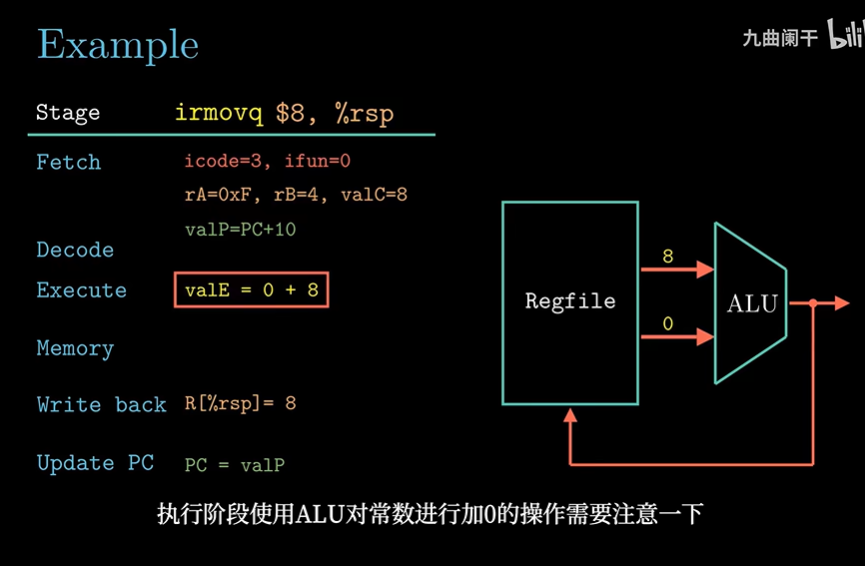 Example
九曲阑干 bili
Stage irmovq $8, %rsp
Fetch icode=3, ifun=0
rA=0xF, rB=4, valC=8
valP=PC+10
Decode
Execute valE = 0 + 8
Memory
Write back R[%rsp]= 8
Update PC PC = valP
Regfile
8
0
ALU
执行阶段使用ALU对常数进行加0的操作需要注意一下